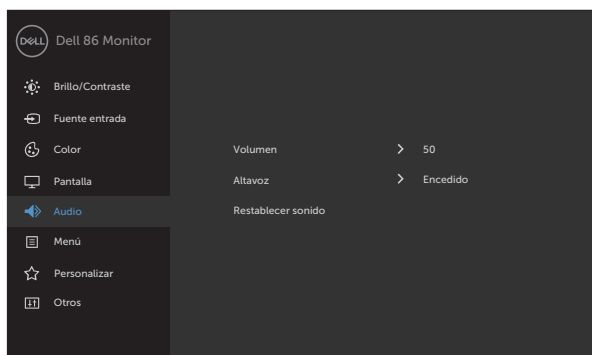 DELL Dell 86 Monitor
Brillo/Contraste
Fuente entrada
Color
Volumen 50
Pantalla
Altavoz Encedido
Audio
Restablecer sonido
Menú
Personalizar
Otros